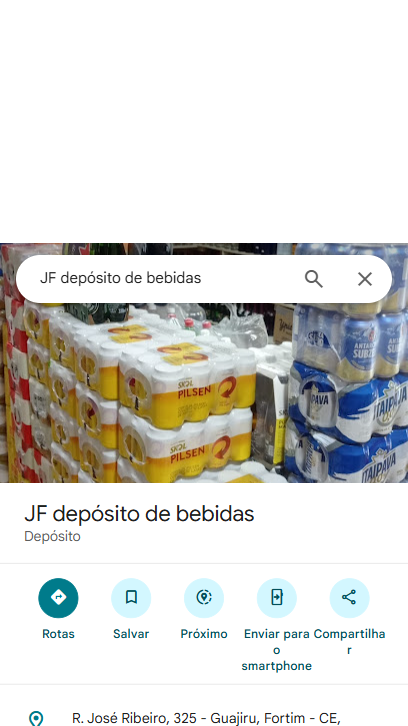 JF depósito de bebidas
SKOL
PILSEN
SKOL
PILSEN
ANTARCTICA
SUBZERO
ITAIPAVA
ITAIPAVA
JF depósito de bebidas
Depósito
Rotas
Salvar
Próximo
Enviar para
o
smartphone
Compartilha
r
R. José Ribeiro, 325 - Guajiru, Fortim - CE,